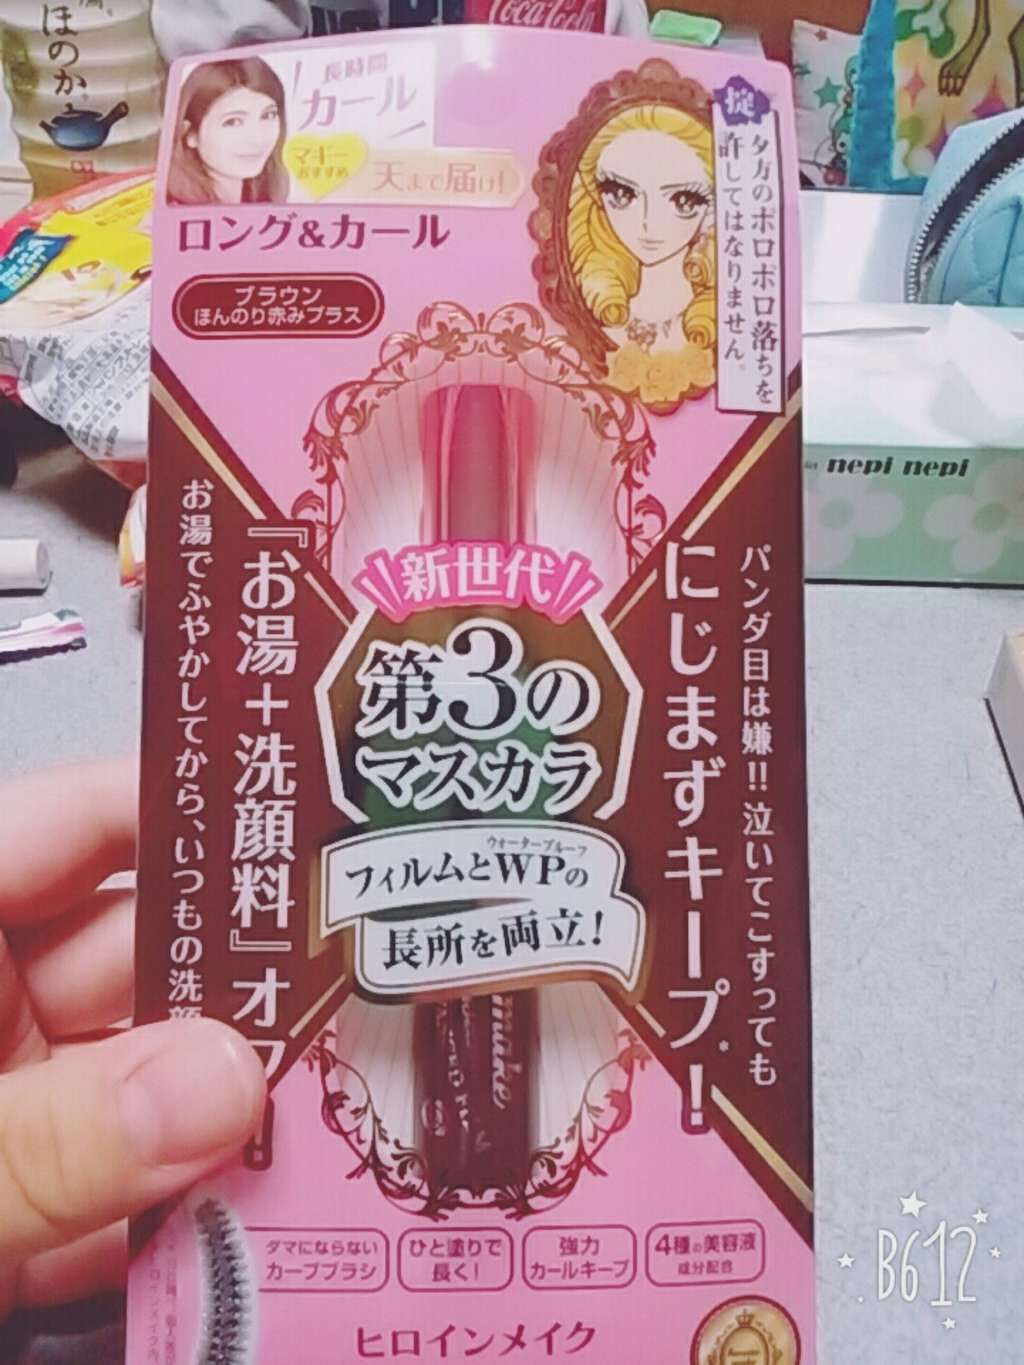 ほのか
Coca-Cola
長時間
カール
マギー
おすすめ
天まで届け!
掟
夕方のポロポロ落ちを
許してはなりません。
ロング&カール
ブラウン
ほんのり赤みプラス
nepi nepi
新世代
第3の
マスカラ
ウォータープルーフ
フィルムとWPの
長所を両立!
パンダ目は嫌!!泣いてこすっても
にじまずキープ!
『お湯+洗顔料』オフ!
お湯でふやかしてから、いつもの洗顔
make
ダマにならない
カーブブラシ
ひと塗りで
長く!
強力
カールキープ
4種の美容液
成分配合
ヒロインメイク
B612